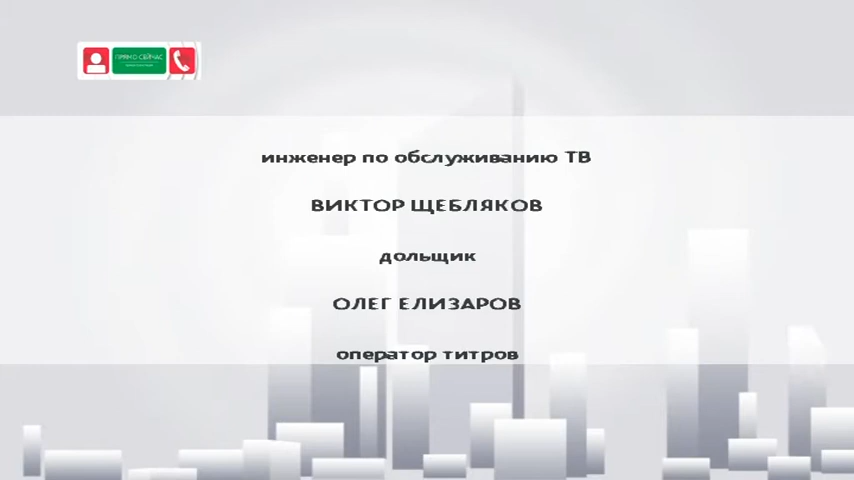 ПРЯМО СЕЙЧАС
инженер по обслуживанию ТВ
ВИКТОР ЩЕБЛЯКОВ
дольщик
ОЛЕГ ЕЛИЗАРОВ
оператор титров